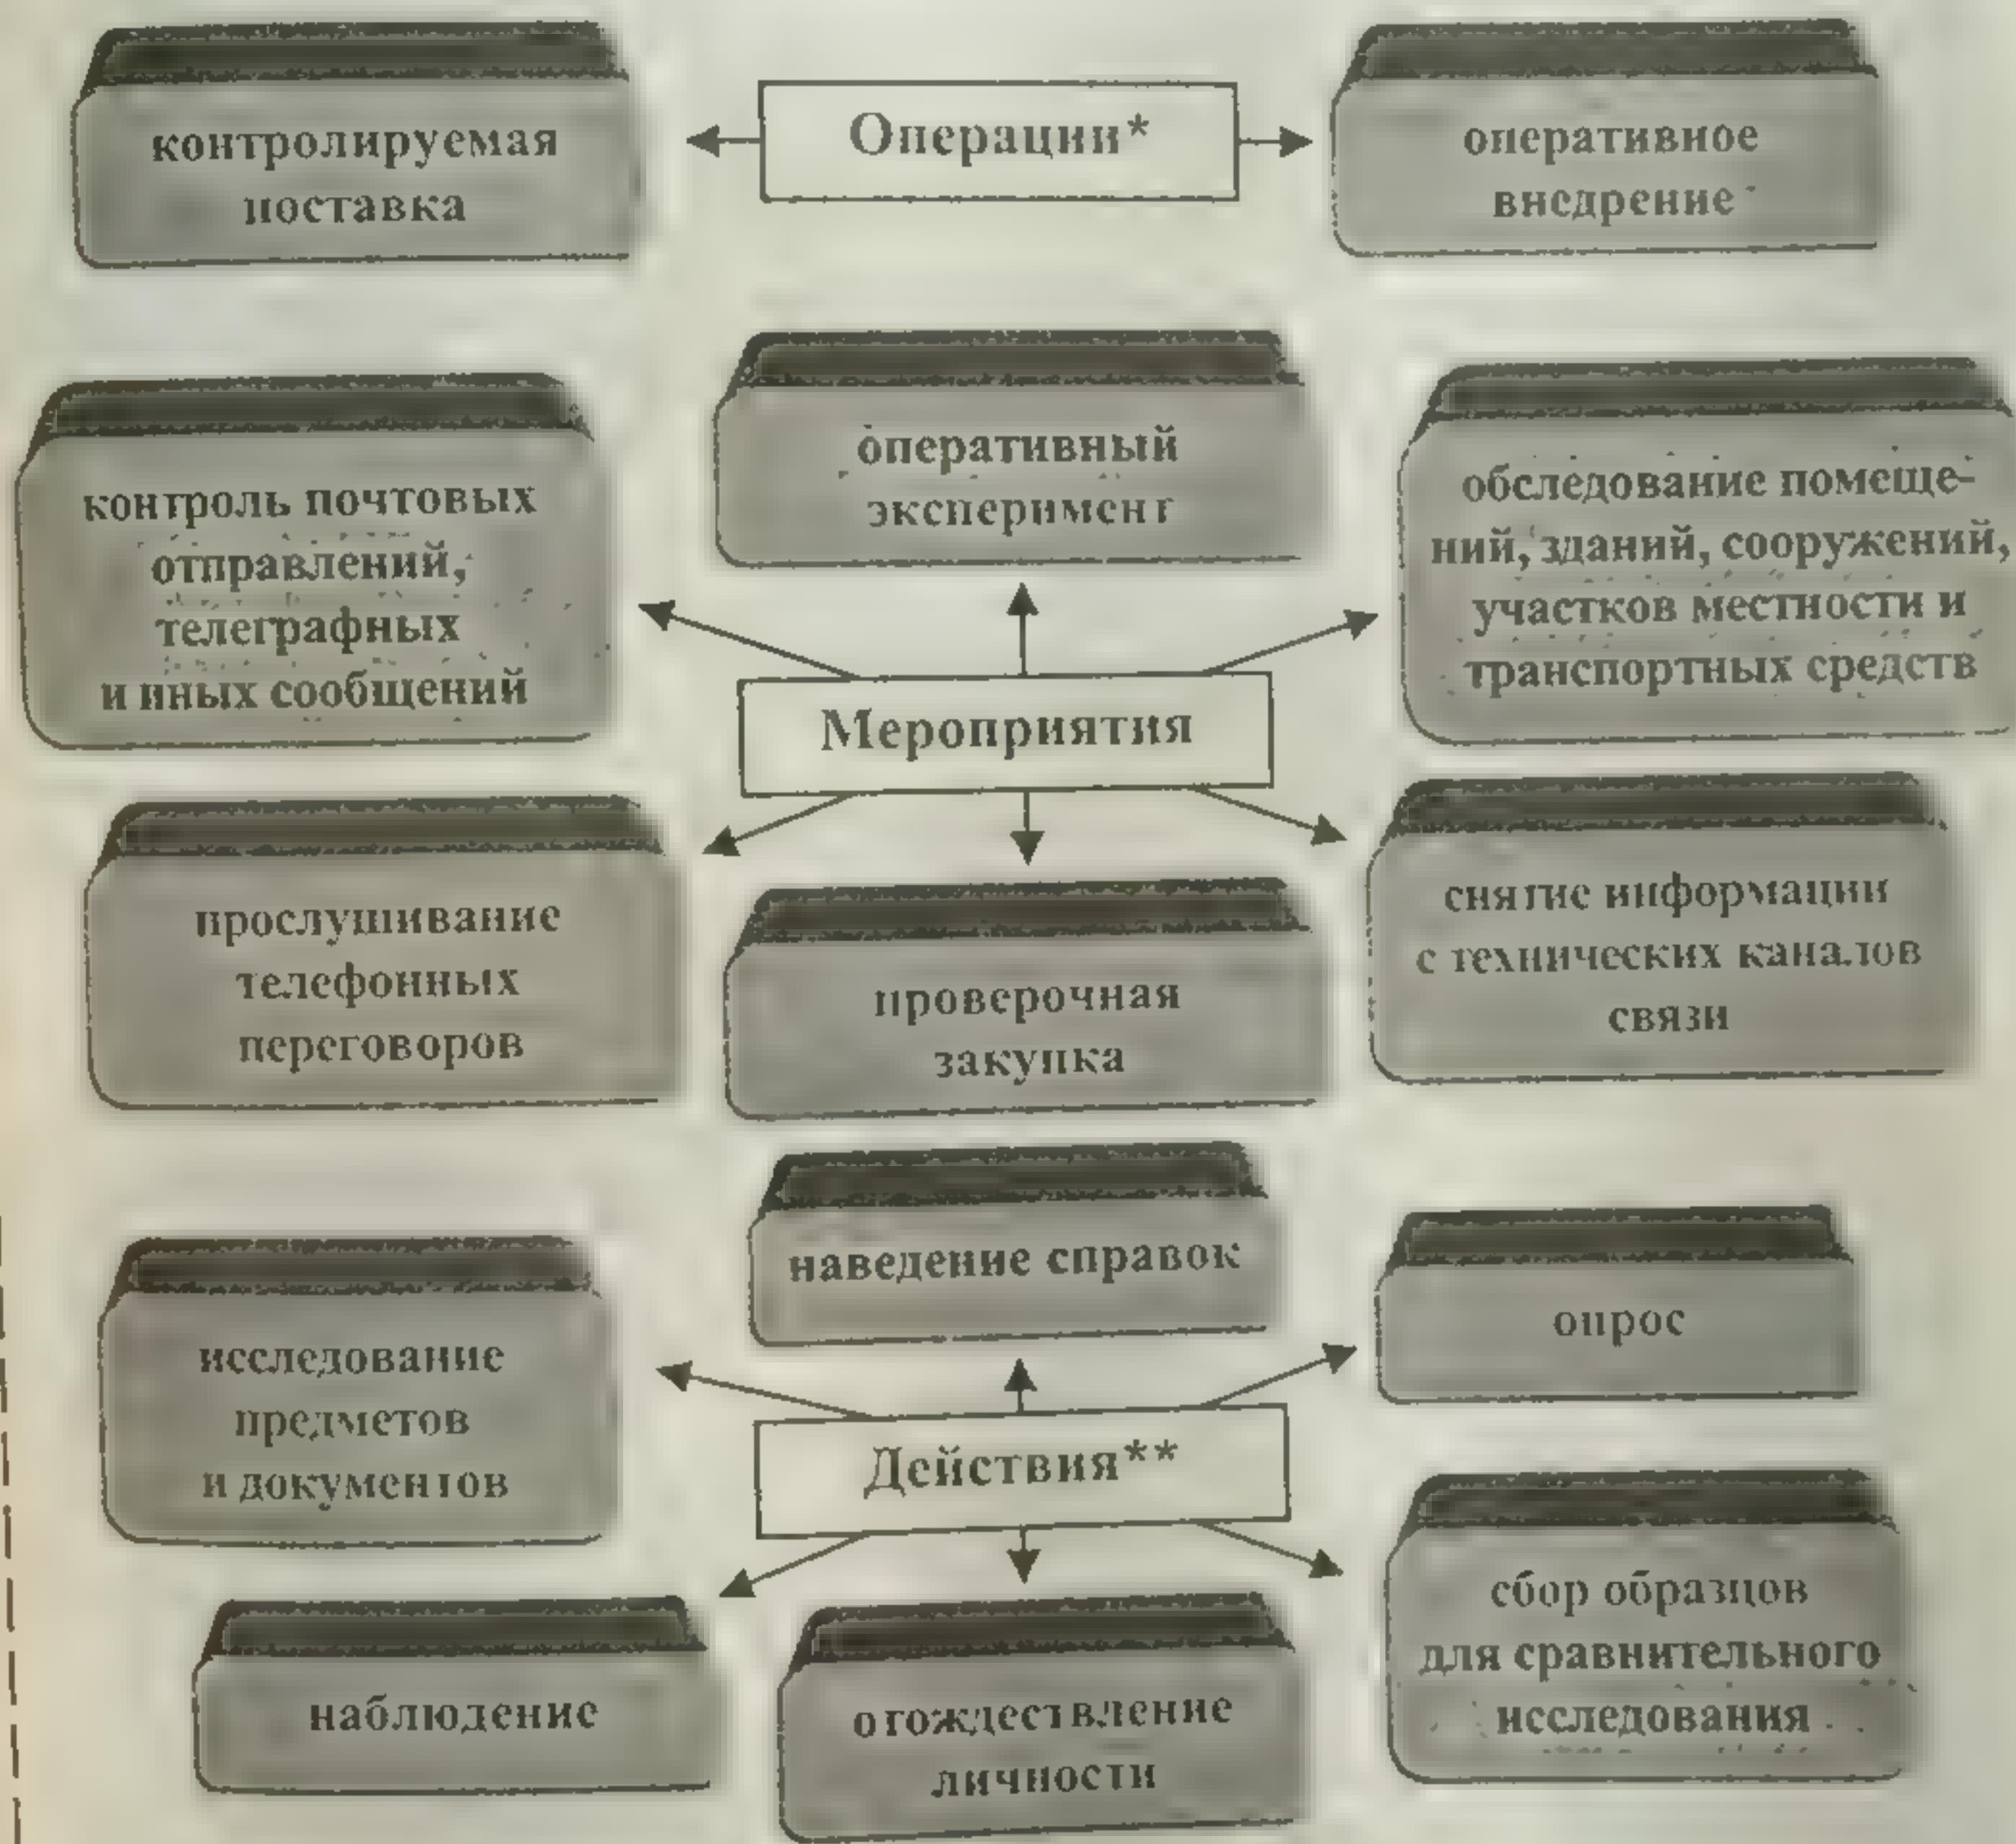 контролируемая
поставка
Операции*
оперативное
внедрение
контроль почтовых
отправлений,
телеграфных
и иных сообщений
оперативный
эксперимент
обследование помеще-
ний, зданий, сооружений,
участков местности и
транспортных средств
Мероприятия
прослушивание
телефонных
переговоров
проверочная
закупка
снятие информации
с технических каналов
связи
исследование
предметов
и документов
наведение справок
опрос
Действия**
наблюдение
отождествление
личности
сбор образцов
для сравнительного
исследования